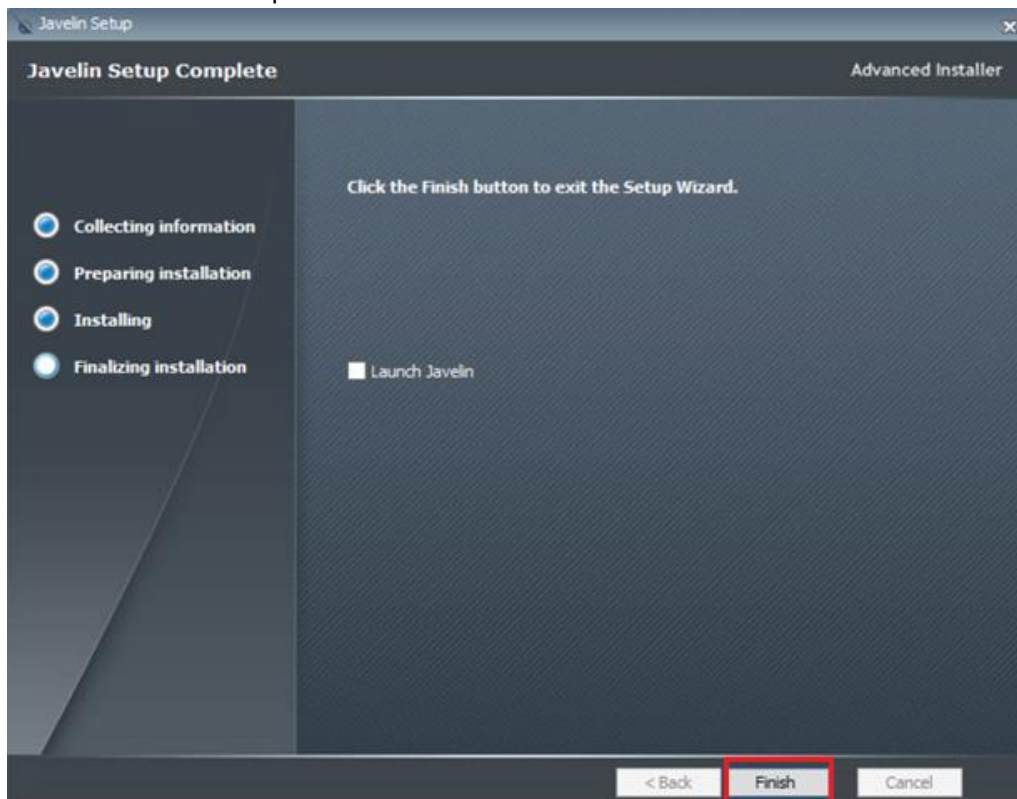 Javelin Setup
Javelin Setup Complete
Advanced Installer
Click the Finish button to exit the Setup Wizard.
Collecting information
Preparing installation
Installing
Finalizing installation
Launch Javelin
< Back
Finish
Cancel